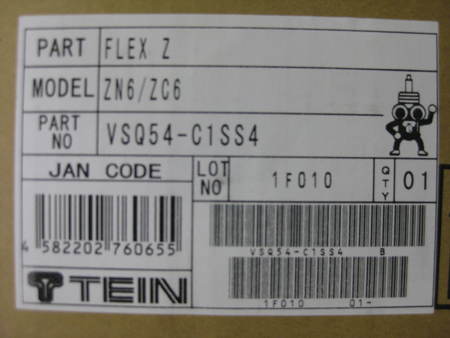 PART FLEX Z
MODEL ZN6/ZC6
PART NO VSQ54-C1SS4
JAN CODE LOT NO 1F010 QTY 01
4 582202 760655
VSQ54-C1SS4 B
TEIN
1F010 01-